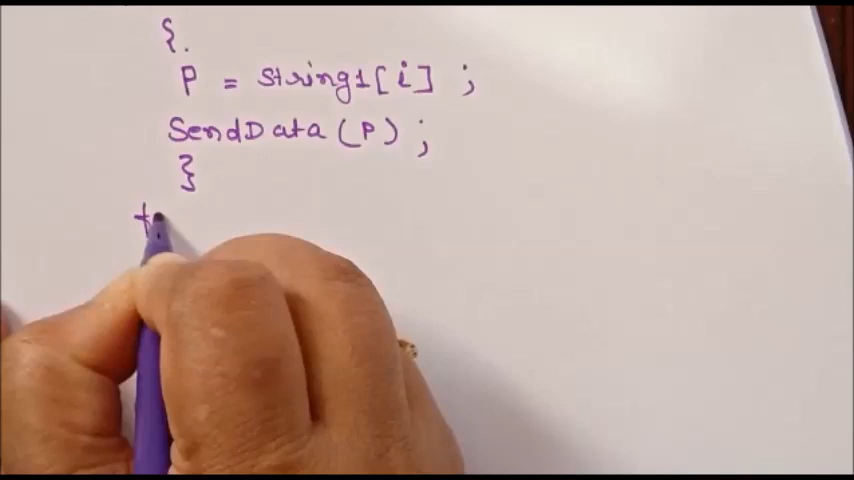 {.
P = String1[i] ;
SendData (P) ;
}